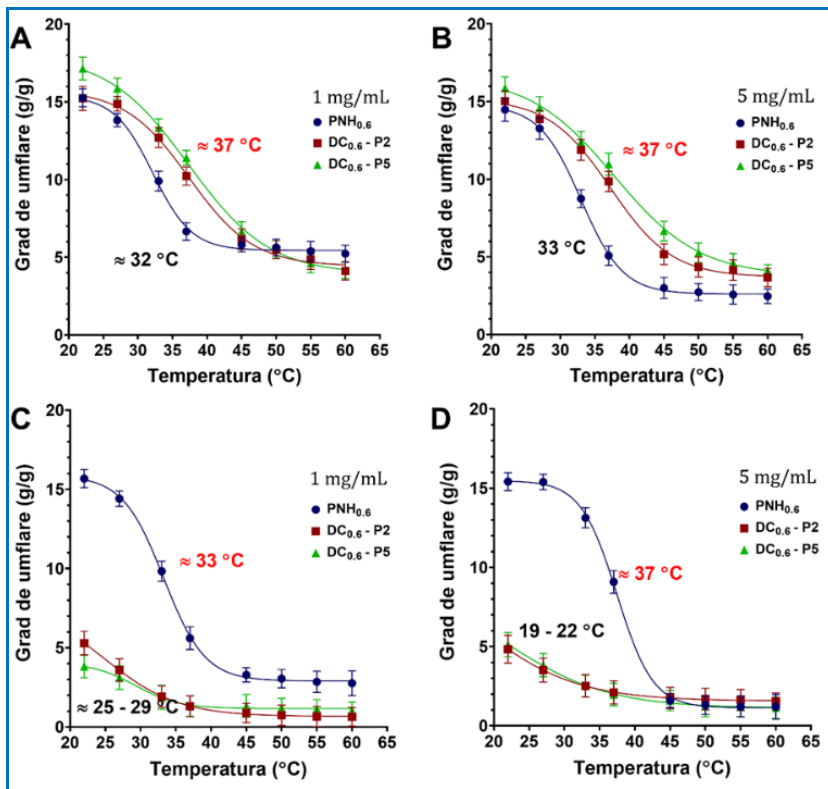 A
Grad de umflare (g/g)
20
15
10
5
0
1 mg/mL
PNH0.6
DC0.6 - P2
DC0.6 - P5
≈ 37 °C
≈ 32 °C
20 25 30 35 40 45 50 55 60 65
Temperatura (°C)
B
Grad de umflare (g/g)
20
15
10
5
0
5 mg/mL
PNH0.6
DC0.6 - P2
DC0.6 - P5
≈ 37 °C
33 °C
20 25 30 35 40 45 50 55 60 65
Temperatura (°C)
C
Grad de umflare (g/g)
20
15
10
5
0
1 mg/mL
PNH0.6
DC0.6 - P2
DC0.6 - P5
≈ 33 °C
≈ 25 - 29 °C
20 25 30 35 40 45 50 55 60 65
Temperatura (°C)
D
Grad de umflare (g/g)
20
15
10
5
0
5 mg/mL
PNH0.6
DC0.6 - P2
DC0.6 - P5
≈ 37 °C
19 - 22 °C
20 25 30 35 40 45 50 55 60 65
Temperatura (°C)